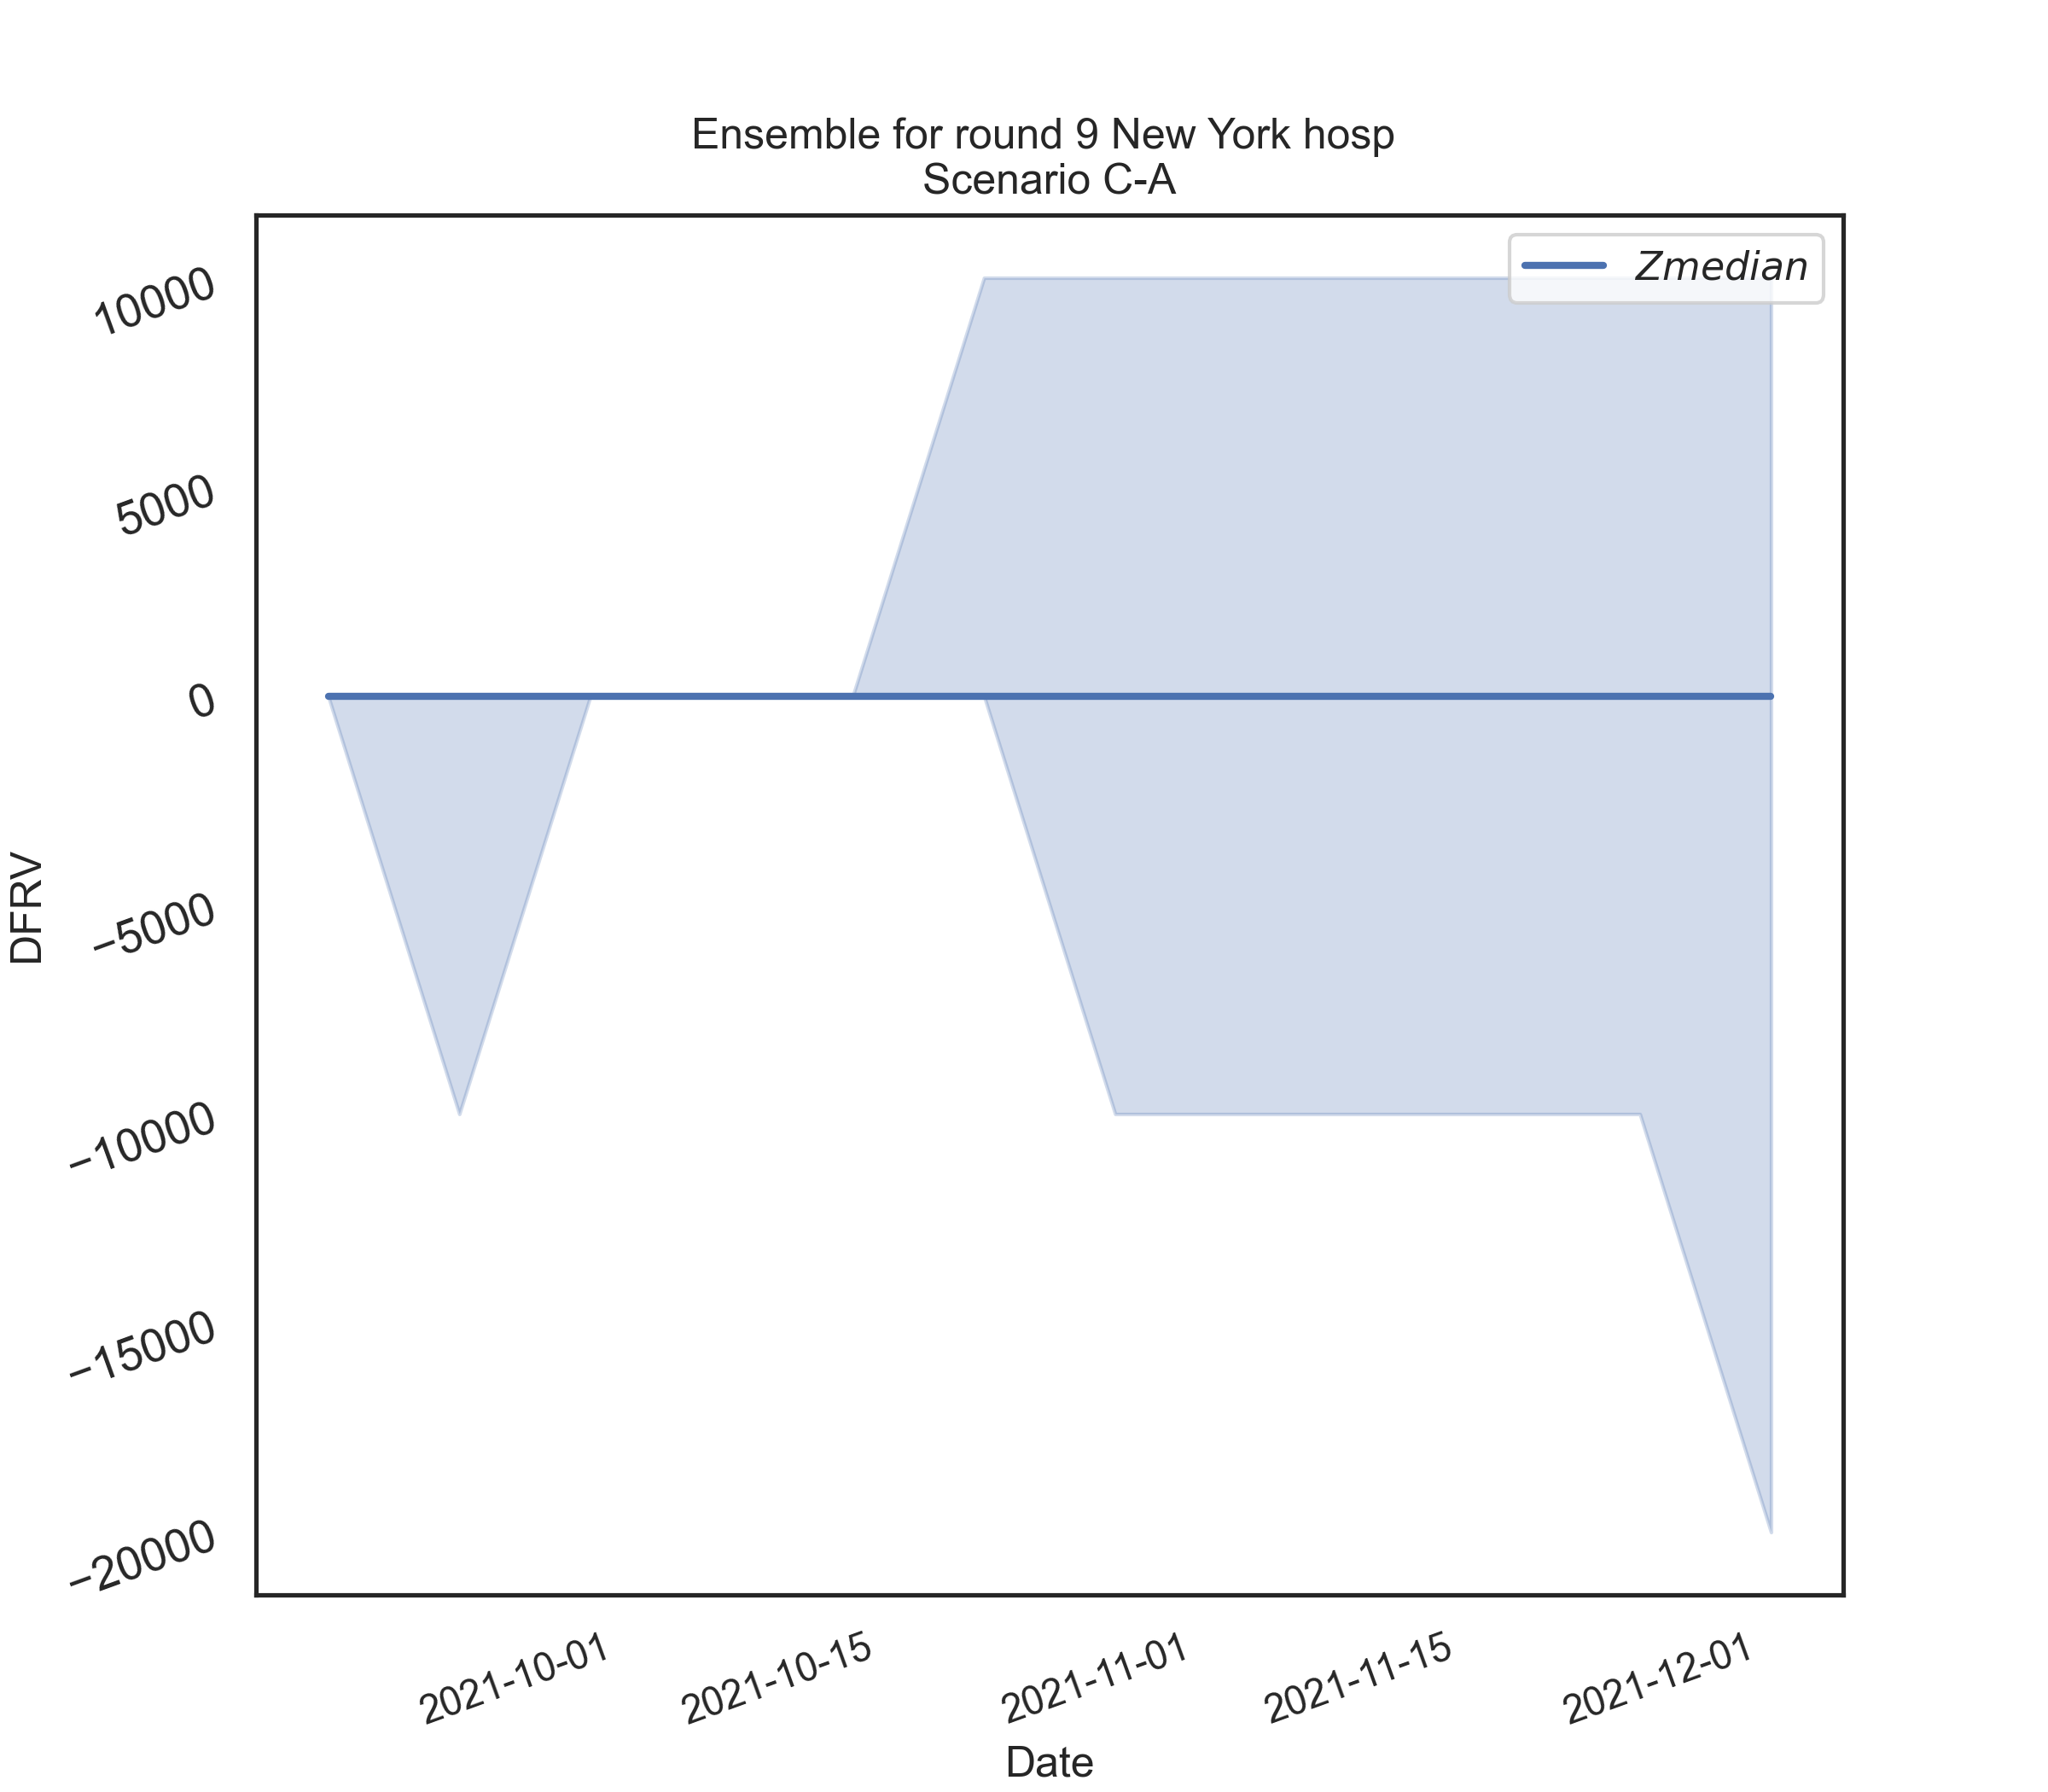 Ensemble for round 9 New York hosp
Scenario C-A
Zmedian
10000
5000
0
−5000
−10000
−15000
−20000
DFRV
2021-10-01
2021-10-15
2021-11-01
2021-11-15
2021-12-01
Date